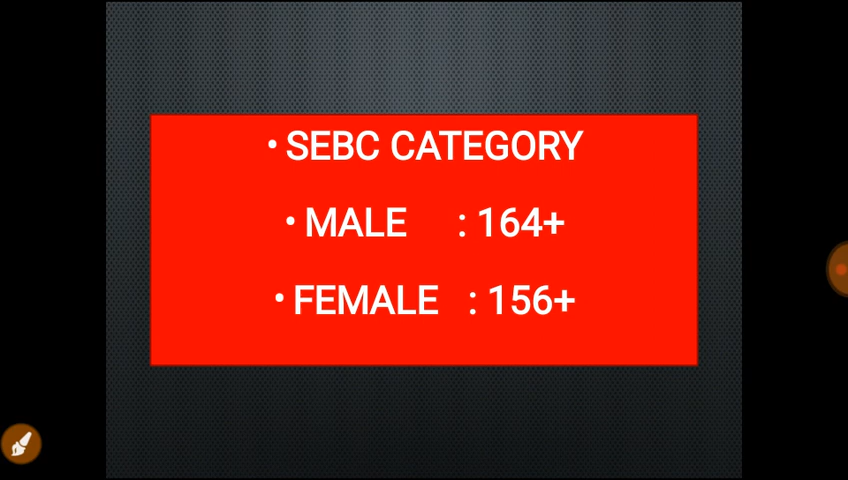 • SEBC CATEGORY
• MALE : 164+
• FEMALE : 156+